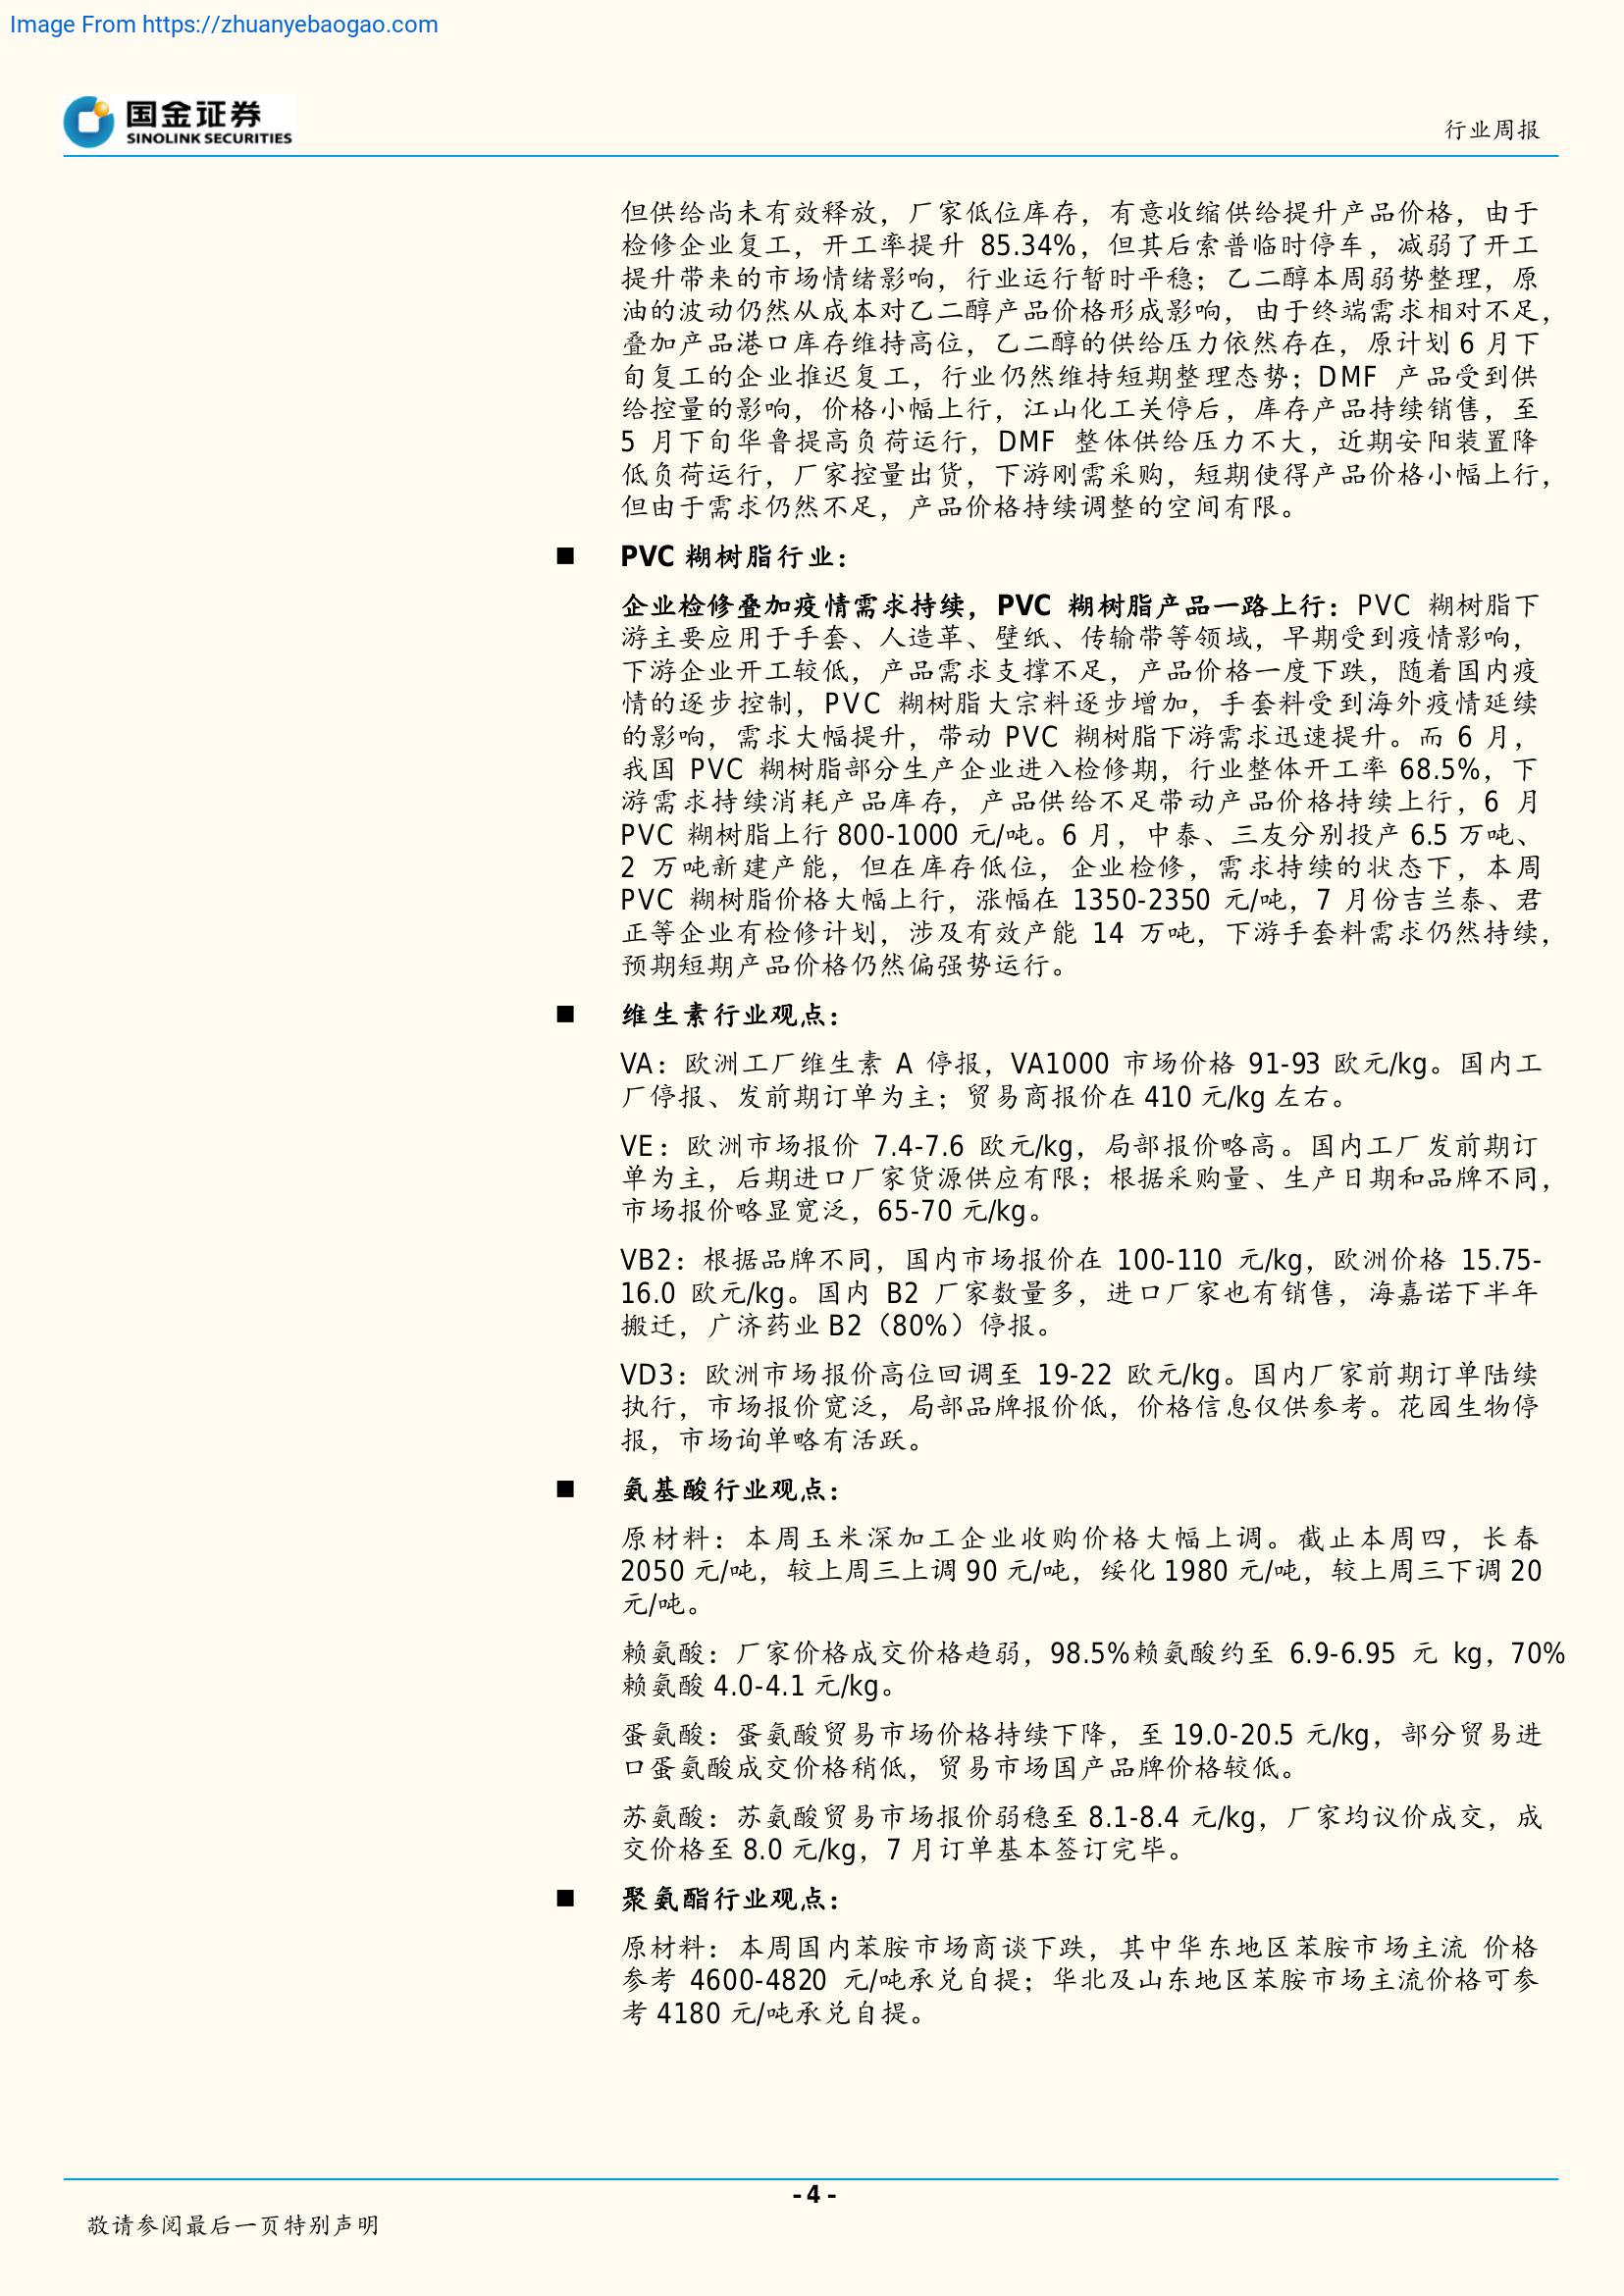 Image From https://zhuanyebaogao.com
国金证券
SINOLINK SECURITIES
行业周报
但供给尚未有效释放，厂家低位库存，有意收缩供给提升产品价格，由于
检修企业复工，开工率提升 85.34%，但其后索普临时停车，减弱了开工
提升带来的市场情绪影响，行业运行暂时平稳；乙二醇本周弱势整理，原
油的波动仍然从成本对乙二醇产品价格形成影响，由于终端需求相对不足，
叠加产品港口库存维持高位，乙二醇的供给压力依然存在，原计划 6 月下
旬复工的企业推迟复工，行业仍然维持短期整理态势；DMF 产品受到供
给控量的影响，价格小幅上行，江山化工关停后，库存产品持续销售，至
5 月下旬华鲁提高负荷运行，DMF 整体供给压力不大，近期安阳装置降
低负荷运行，厂家控量出货，下游刚需采购，短期使得产品价格小幅上行，
但由于需求仍然不足，产品价格持续调整的空间有限。
■ PVC 糊树脂行业：
企业检修叠加疫情需求持续，PVC 糊树脂产品一路上行：PVC 糊树脂下
游主要应用于手套、人造革、壁纸、传输带等领域，早期受到疫情影响，
下游企业开工较低，产品需求支撑不足，产品价格一度下跌，随着国内疫
情的逐步控制，PVC 糊树脂大宗料逐步增加，手套料受到海外疫情延续
的影响，需求大幅提升，带动 PVC 糊树脂下游需求迅速提升。而 6 月，
我国 PVC 糊树脂部分生产企业进入检修期，行业整体开工率 68.5%，下
游需求持续消耗产品库存，产品供给不足带动产品价格持续上行，6 月
PVC 糊树脂上行 800-1000 元/吨。6 月，中泰、三友分别投产 6.5 万吨、
2 万吨新建产能，但在库存低位，企业检修，需求持续的状态下，本周
PVC 糊树脂价格大幅上行，涨幅在 1350-2350 元/吨，7 月份吉兰泰、君
正等企业有检修计划，涉及有效产能 14 万吨，下游手套料需求仍然持续，
预期短期产品价格仍然偏强势运行。
■ 维生素行业观点：
VA：欧洲工厂维生素 A 停报，VA1000 市场价格 91-93 欧元/kg。国内工
厂停报、发前期订单为主；贸易商报价在 410 元/kg 左右。
VE：欧洲市场报价 7.4-7.6 欧元/kg，局部报价略高。国内工厂发前期订
单为主，后期进口厂家货源供应有限；根据采购量、生产日期和品牌不同，
市场报价略显宽泛，65-70 元/kg。
VB2：根据品牌不同，国内市场报价在 100-110 元/kg，欧洲价格 15.75-
16.0 欧元/kg。国内 B2 厂家数量多，进口厂家也有销售，海嘉诺下半年
搬迁，广济药业 B2（80%）停报。
VD3：欧洲市场报价高位回调至 19-22 欧元/kg。国内厂家前期订单陆续
执行，市场报价宽泛，局部品牌报价低，价格信息仅供参考。花园生物停
报，市场询单略有活跃。
■ 氨基酸行业观点：
原材料：本周玉米深加工企业收购价格大幅上调。截止本周四，长春
2050 元/吨，较上周三上调 90 元/吨，绥化 1980 元/吨，较上周三下调 20
元/吨。
赖氨酸：厂家价格成交价格趋弱，98.5%赖氨酸约至 6.9-6.95 元 kg，70%
赖氨酸 4.0-4.1 元/kg。
蛋氨酸：蛋氨酸贸易市场价格持续下降，至 19.0-20.5 元/kg，部分贸易进
口蛋氨酸成交价格稍低，贸易市场国产品牌价格较低。
苏氨酸：苏氨酸贸易市场报价弱稳至 8.1-8.4 元/kg，厂家均议价成交，成
交价格至 8.0 元/kg，7 月订单基本签订完毕。
■ 聚氨酯行业观点：
原材料：本周国内苯胺市场商谈下跌，其中华东地区苯胺市场主流 价格
参考 4600-4820 元/吨承兑自提；华北及山东地区苯胺市场主流价格可参
考 4180 元/吨承兑自提。
- 4 -
敬请参阅最后一页特别声明